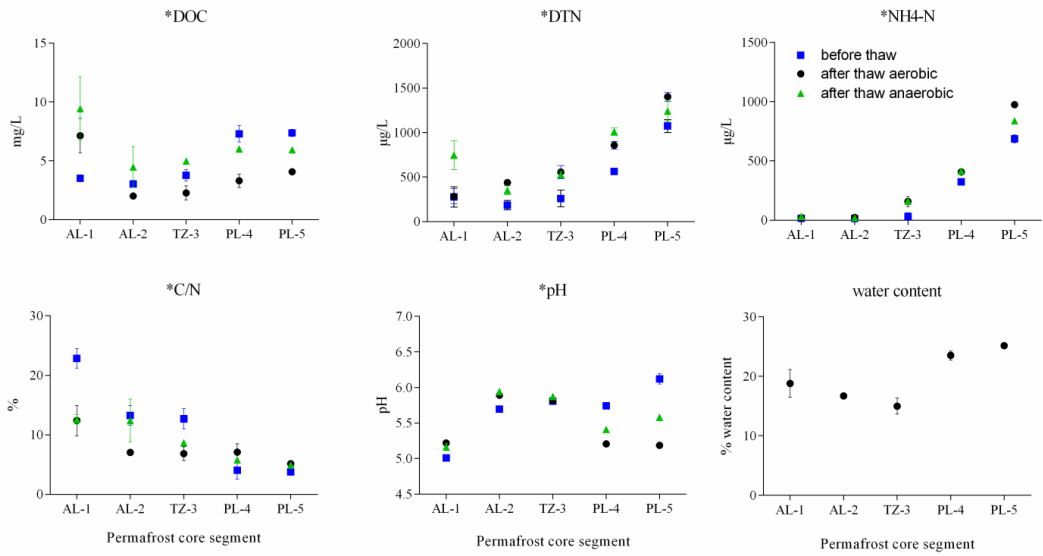 *DOC
15
10
5
0
mg/L
AL-1 AL-2 TZ-3 PL-4 PL-5
*DTN
2000
1500
1000
500
0
µg/L
AL-1 AL-2 TZ-3 PL-4 PL-5
*NH4-N
1500
1000
500
0
µg/L
before thaw
after thaw aerobic
after thaw anaerobic
AL-1 AL-2 TZ-3 PL-4 PL-5
*C/N
30
20
10
0
%
AL-1 AL-2 TZ-3 PL-4 PL-5
Permafrost core segment
*pH
7.0
6.5
6.0
5.5
5.0
4.5
pH
AL-1 AL-2 TZ-3 PL-4 PL-5
Permafrost core segment
water content
30
20
10
0
% water content
AL-1 AL-2 TZ-3 PL-4 PL-5
Permafrost core segment